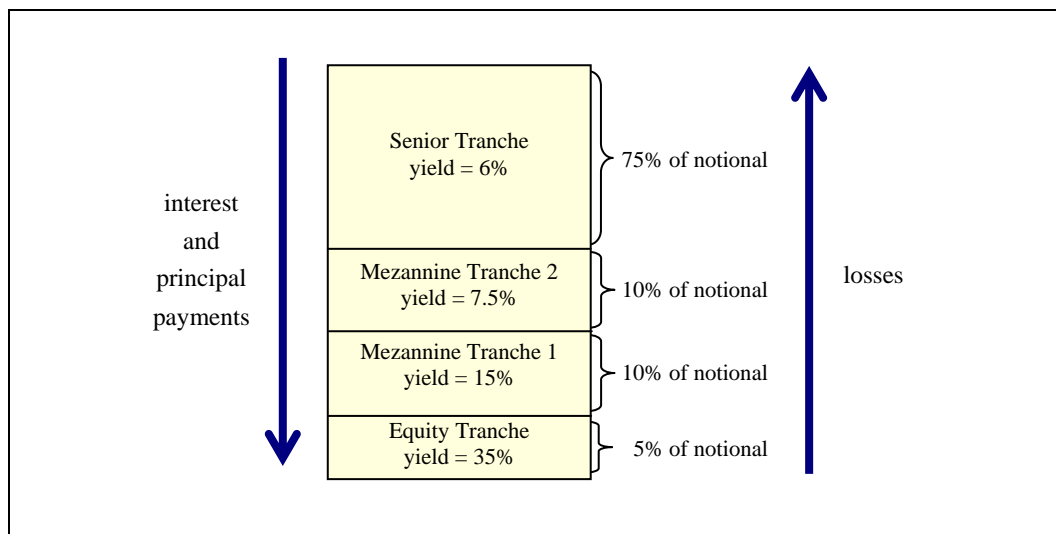 interest
and
principal
payments
Senior Tranche
yield = 6%
75% of notional
Mezannine Tranche 2
yield = 7.5%
10% of notional
Mezannine Tranche 1
yield = 15%
10% of notional
Equity Tranche
yield = 35%
5% of notional
losses